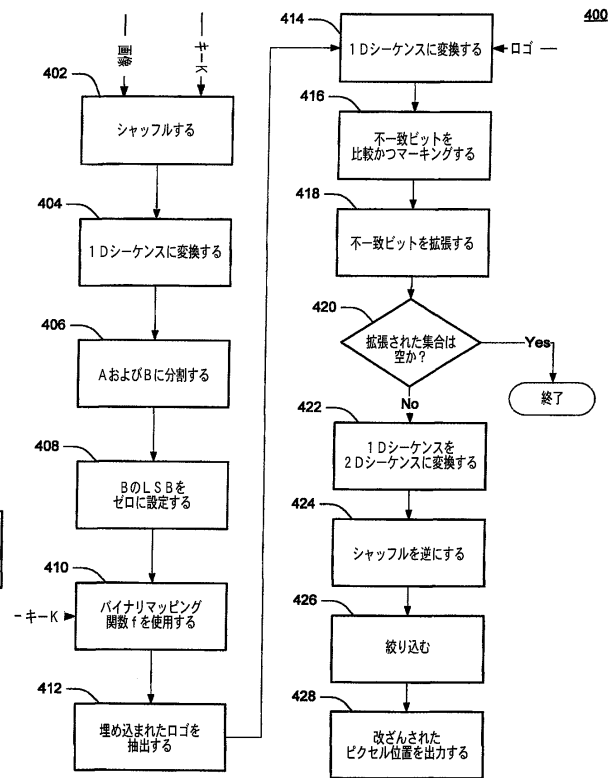 400
画像
キーK
402
シャッフルする
404
1Dシーケンスに変換する
406
AおよびBに分割する
408
BのLSBを
ゼロに設定する
410
キーK
バイナリマッピング
関数fを使用する
412
埋め込まれたロゴを
抽出する
414
1Dシーケンスに変換する
ロゴ
416
不一致ビットを
比較かつマーキングする
418
不一致ビットを拡張する
420
拡張された集合は
空か?
Yes
終了
No
422
1Dシーケンスを
2Dシーケンスに変換する
424
シャッフルを逆にする
426
絞り込む
428
改ざんされた
ピクセル位置を出力する